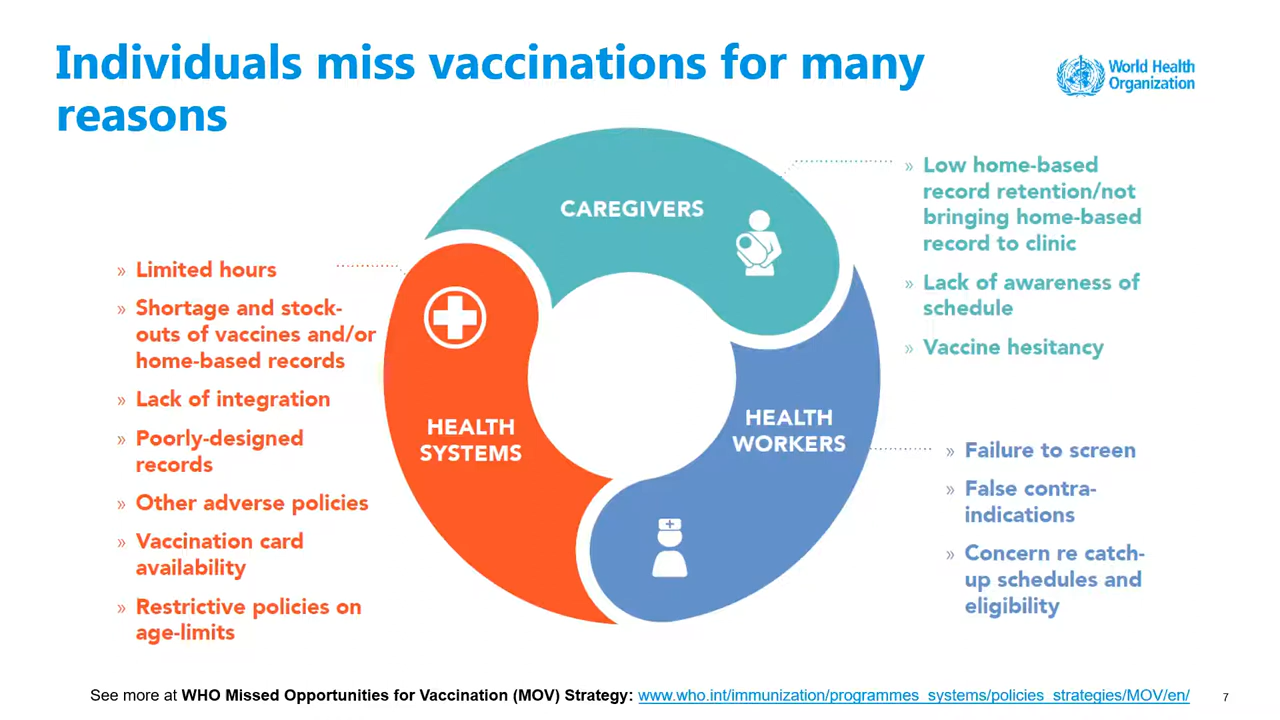 Individuals miss vaccinations for many
reasons
World Health
Organization
CAREGIVERS
» Low home-based
record retention/not
bringing home-based
record to clinic
» Lack of awareness of
schedule
» Vaccine hesitancy
» Limited hours
» Shortage and stock-
outs of vaccines and/or
home-based records
» Lack of integration
» Poorly-designed
records
» Other adverse policies
» Vaccination card
availability
» Restrictive policies on
age-limits
HEALTH
SYSTEMS
HEALTH
WORKERS
» Failure to screen
» False contra-
indications
» Concern re catch-
up schedules and
eligibility
See more at WHO Missed Opportunities for Vaccination (MOV) Strategy: www.who.int/immunization/programmes_systems/policies_strategies/MOV/en/
7